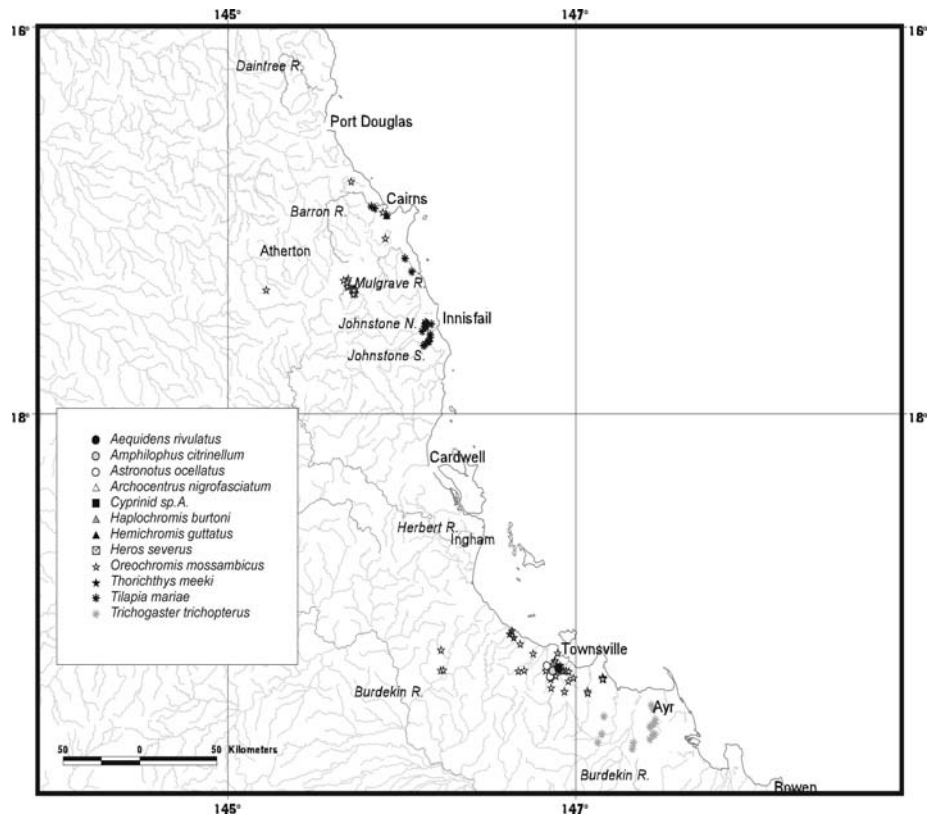 145° 147°
16° 16°
Daintree R.
Port Douglas
Cairns
Barron R.
Atherton
Mulgrave R.
Johnstone N. Innisfail
Johnstone S.
18° 18°
Aequidens rivulatus
Amphilophus citrinellum
Astronotus ocellatus
Archocentrus nigrofasciatum
Cyprinid sp.A.
Haplochromis burtoni
Hemichromis guttatus
Heros severus
Oreochromis mossambicus
Thorichthys meeki
Tilapia mariae
Trichogaster trichopterus
Cardwell
Herbert R.
Ingham
Townsville
Burdekin R.
Ayr
50 0 50 Kilometers
Burdekin R.
Bowen
145° 147°